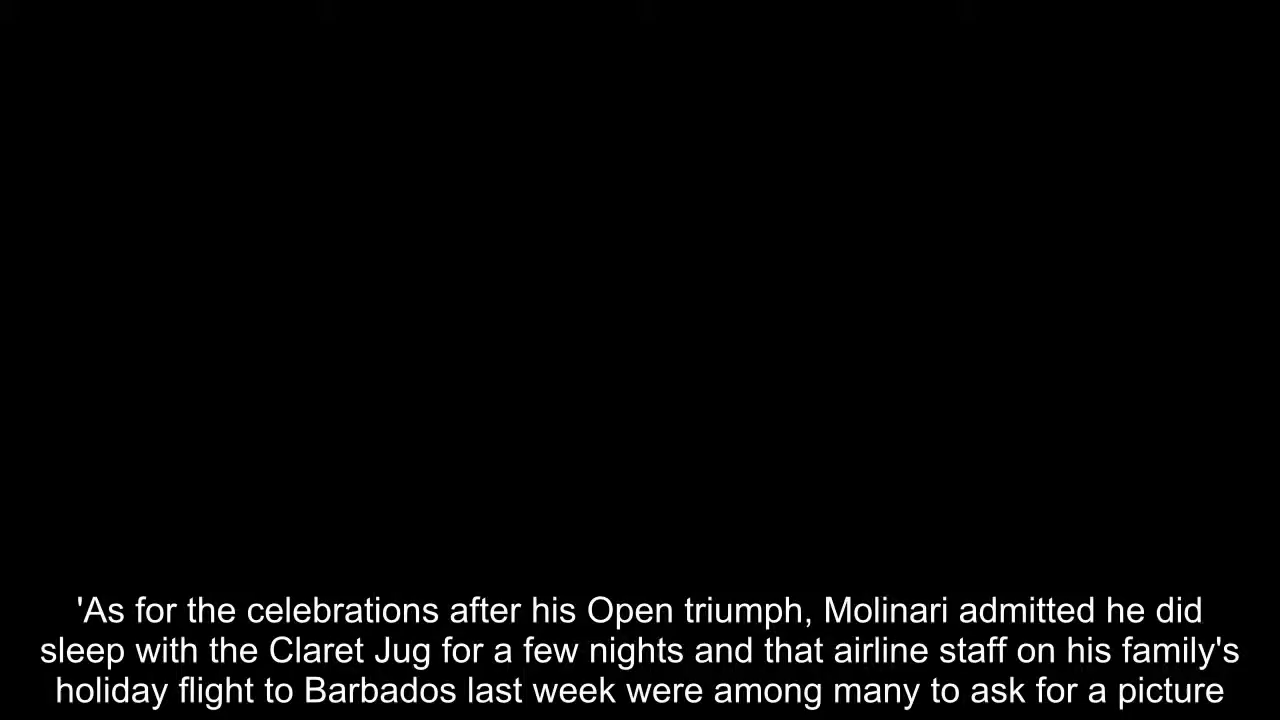 'As for the celebrations after his Open triumph, Molinari admitted he did
sleep with the Claret Jug for a few nights and that airline staff on his family's
holiday flight to Barbados last week were among many to ask for a picture